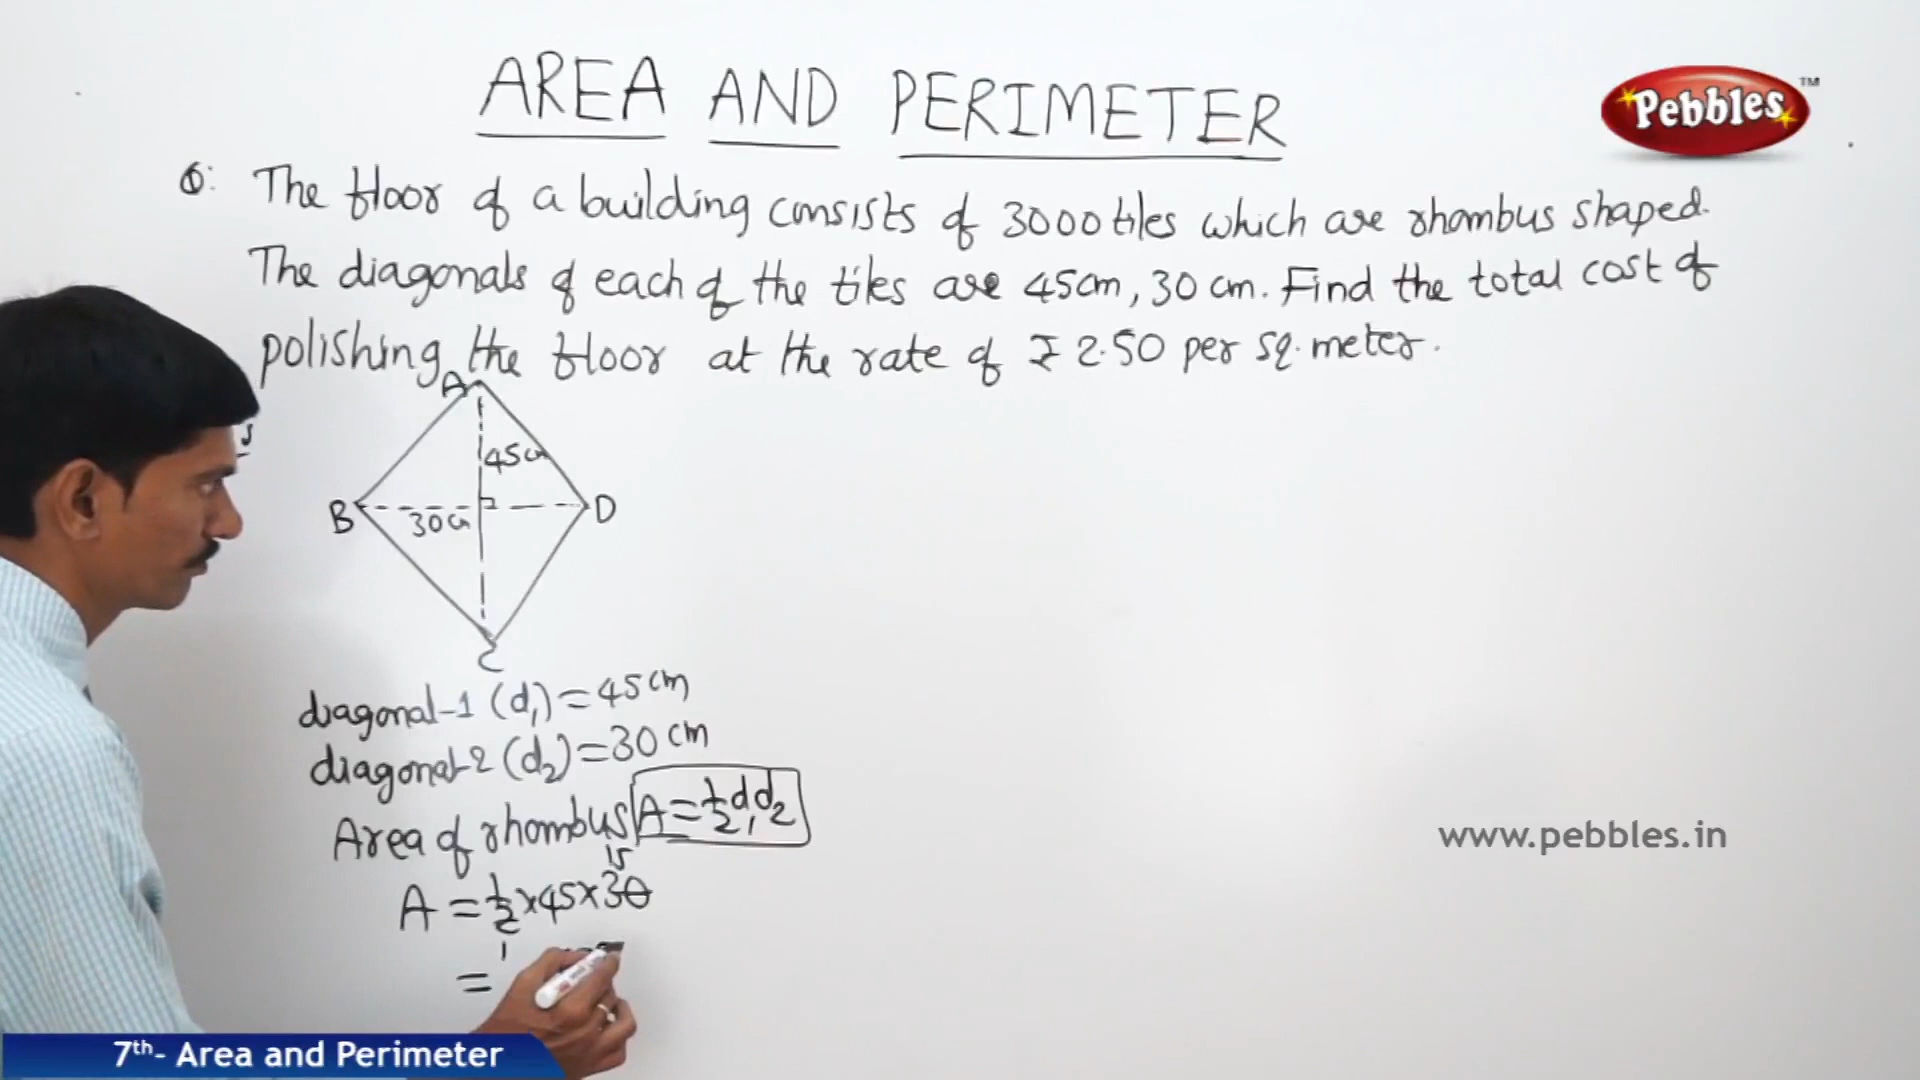 AREA AND PERIMETER
Pebbles™
6: The floor of a building consists of 3000 tiles which are rhombus shaped.
The diagonals of each of the tiles are 45cm, 30 cm. Find the total cost of
polishing the floor at the rate of ₹ 2.50 per sq. meter.
A
45cm
B
30cm
D
C
diagonal-1 (d₁) = 45 cm
diagonal-2 (d₂) = 30 cm
Area of rhombus A = ½ d₁d₂
15
A = ½ × 45 × 30
1
=
www.pebbles.in
7th- Area and Perimeter